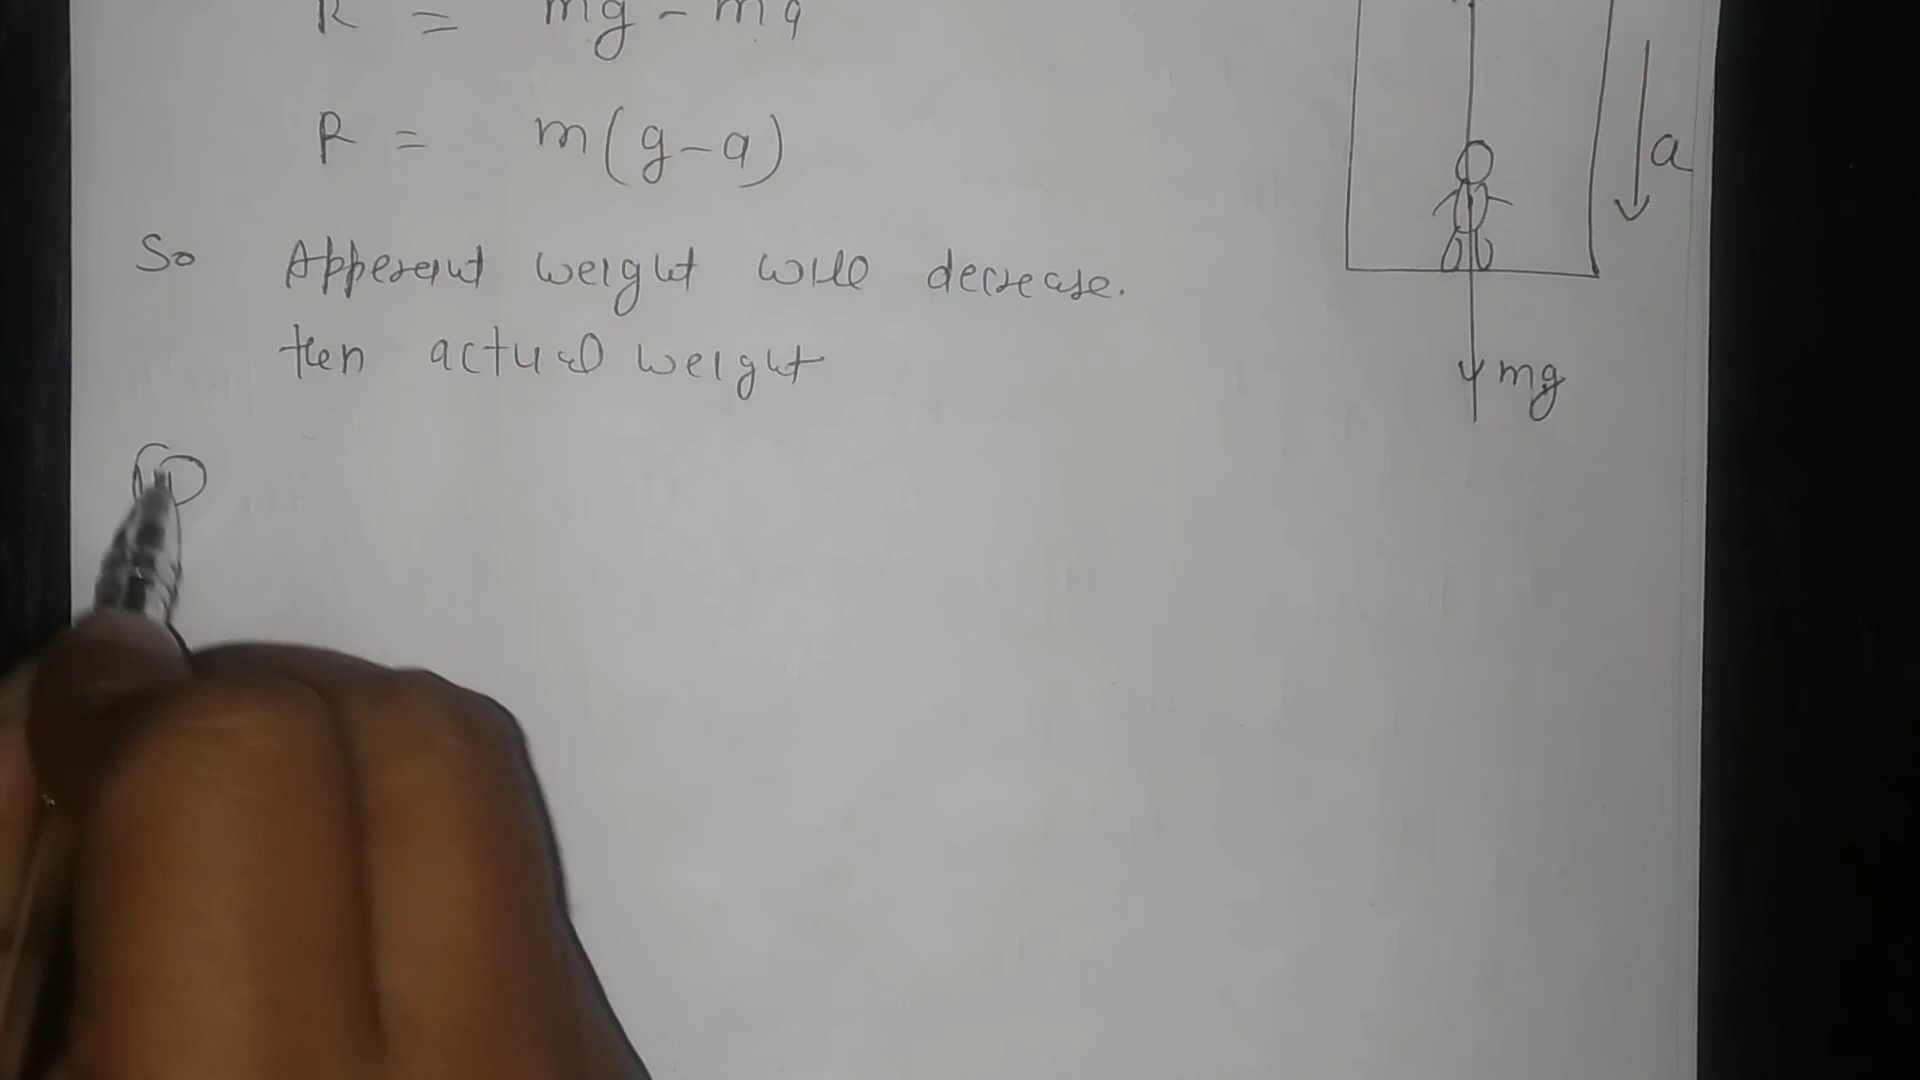 R = mg - ma
R = m(g-a)
a
So Apperent weight will decrease.
then actual weight
mg